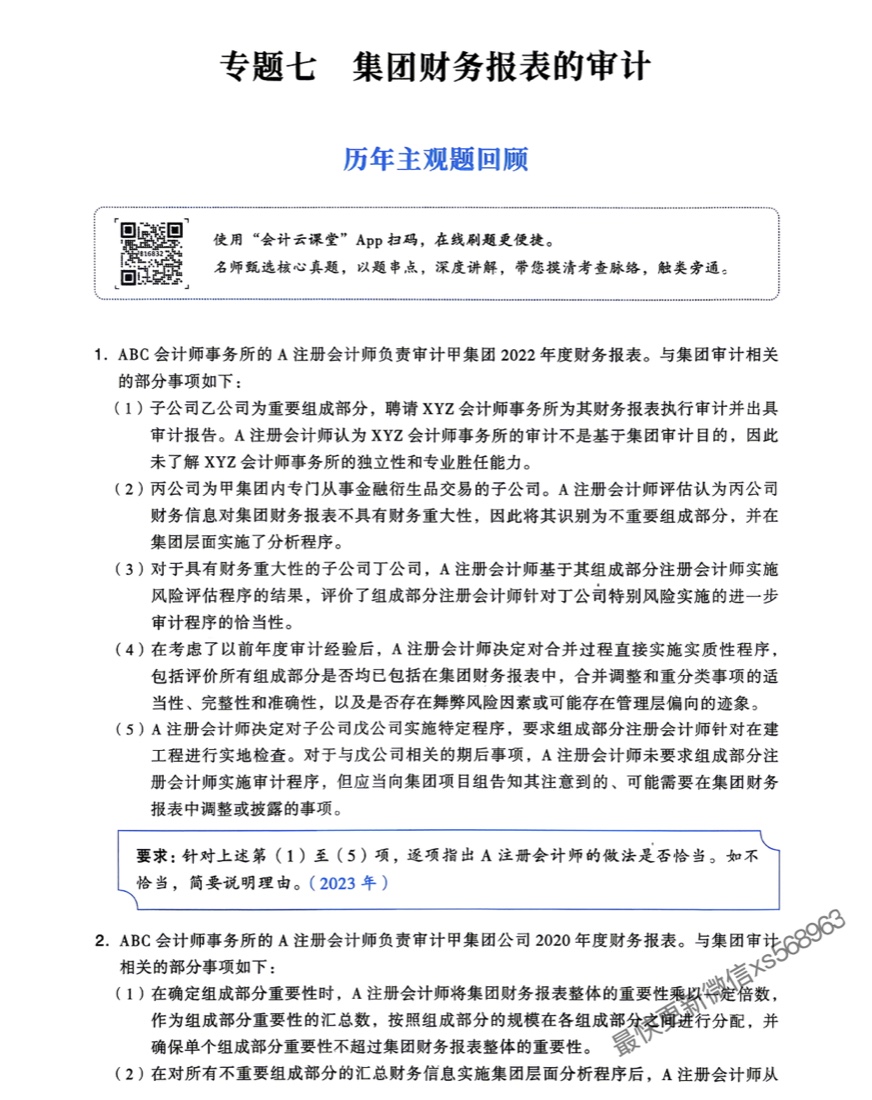 专题七 集团财务报表的审计
历年主观题回顾
816832
使用“会计云课堂”App 扫码，在线刷题更便捷。
名师甄选核心真题，以题串点，深度讲解，带您摸清考查脉络，触类旁通。
1. ABC 会计师事务所的 A 注册会计师负责审计甲集团 2022 年度财务报表。与集团审计相关
的部分事项如下：
（1）子公司乙公司为重要组成部分，聘请 XYZ 会计师事务所为其财务报表执行审计并出具
审计报告。A 注册会计师认为 XYZ 会计师事务所的审计不是基于集团审计目的，因此
未了解 XYZ 会计师事务所的独立性和专业胜任能力。
（2）丙公司为甲集团内专门从事金融衍生品交易的子公司。A 注册会计师评估认为丙公司
财务信息对集团财务报表不具有财务重大性，因此将其识别为不重要组成部分，并在
集团层面实施了分析程序。
（3）对于具有财务重大性的子公司丁公司，A 注册会计师基于其组成部分注册会计师实施
风险评估程序的结果，评价了组成部分注册会计师针对丁公司特别风险实施的进一步
审计程序的恰当性。
（4）在考虑了以前年度审计经验后，A 注册会计师决定对合并过程直接实施实质性程序，
包括评价所有组成部分是否均已包括在集团财务报表中，合并调整和重分类事项的适
当性、完整性和准确性，以及是否存在舞弊风险因素或可能存在管理层偏向的迹象。
（5）A 注册会计师决定对子公司戊公司实施特定程序，要求组成部分注册会计师针对在建
工程进行实地检查。对于与戊公司相关的期后事项，A 注册会计师未要求组成部分注
册会计师实施审计程序，但应当向集团项目组告知其注意到的、可能需要在集团财务
报表中调整或披露的事项。
要求：针对上述第（1）至（5）项，逐项指出 A 注册会计师的做法是否恰当。如不
恰当，简要说明理由。（2023 年）
2. ABC 会计师事务所的 A 注册会计师负责审计甲集团公司 2020 年度财务报表。与集团审计
相关的部分事项如下：
（1）在确定组成部分重要性时，A 注册会计师将集团财务报表整体的重要性乘以一定倍数，
作为组成部分重要性的汇总数，按照组成部分的规模在各组成部分之间进行分配，并
确保单个组成部分重要性不超过集团财务报表整体的重要性。
（2）在对所有不重要组成部分的汇总财务信息实施集团层面分析程序后，A 注册会计师从
最快更新微信xs568963